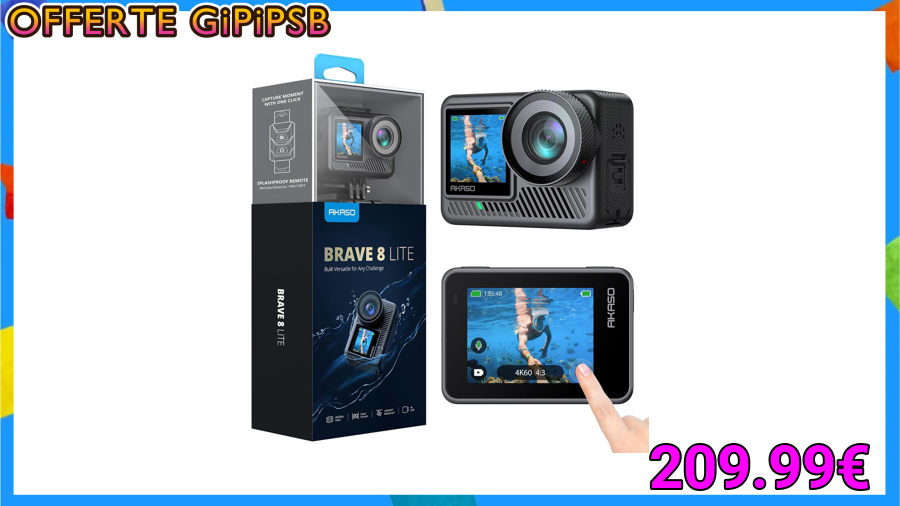 OFFERTE GiPiPSB
CAPTURE MOMENT
WITH ONE CLICK
SPLASHPROOF REMOTE
AKASO
BRAVE 8 LITE
Built Versatile for Any Challenge
BRAVE 8 LITE
AKASO
133:48
AKASO
4K60 4:3
209.99€